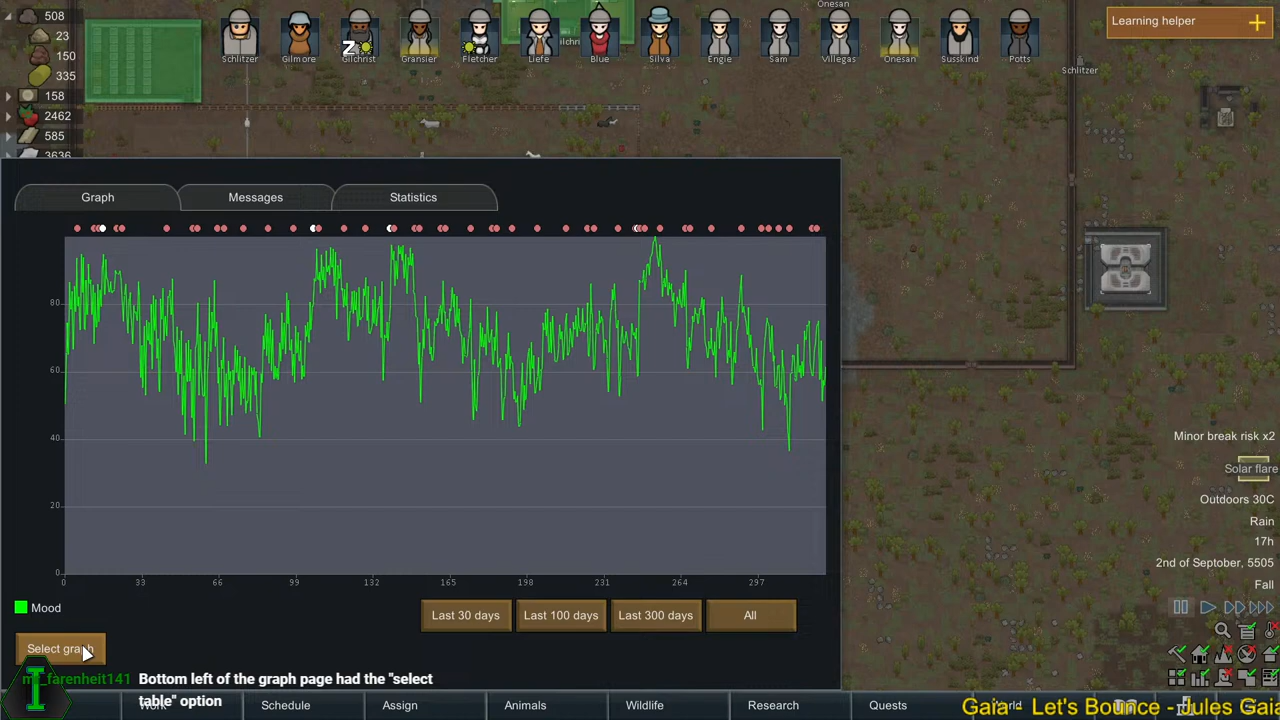 508
23
150
335
158
2462
585
3636
Schlitzer
Gilmore
Z
Gilchrist
Gransier
Fletcher
Liefe
Blue
Silva
Engie
Sam
Villegas
Onesan
Susskind
Potts
Onesan
Schlitzer
Learning helper
Graph
Messages
Statistics
80
60
40
20
0
0
33
66
99
132
165
198
231
264
297
Mood
Last 30 days
Last 100 days
Last 300 days
All
Select graph
Minor break risk x2
Solar flare
Outdoors 30C
Rain
17h
2nd of Septober, 5505
Fall
farenheit141 Bottom left of the graph page had the "select
table" option
Schedule
Assign
Animals
Wildlife
Research
Quests
Gaia - Let's Bounce - Jules Gaia